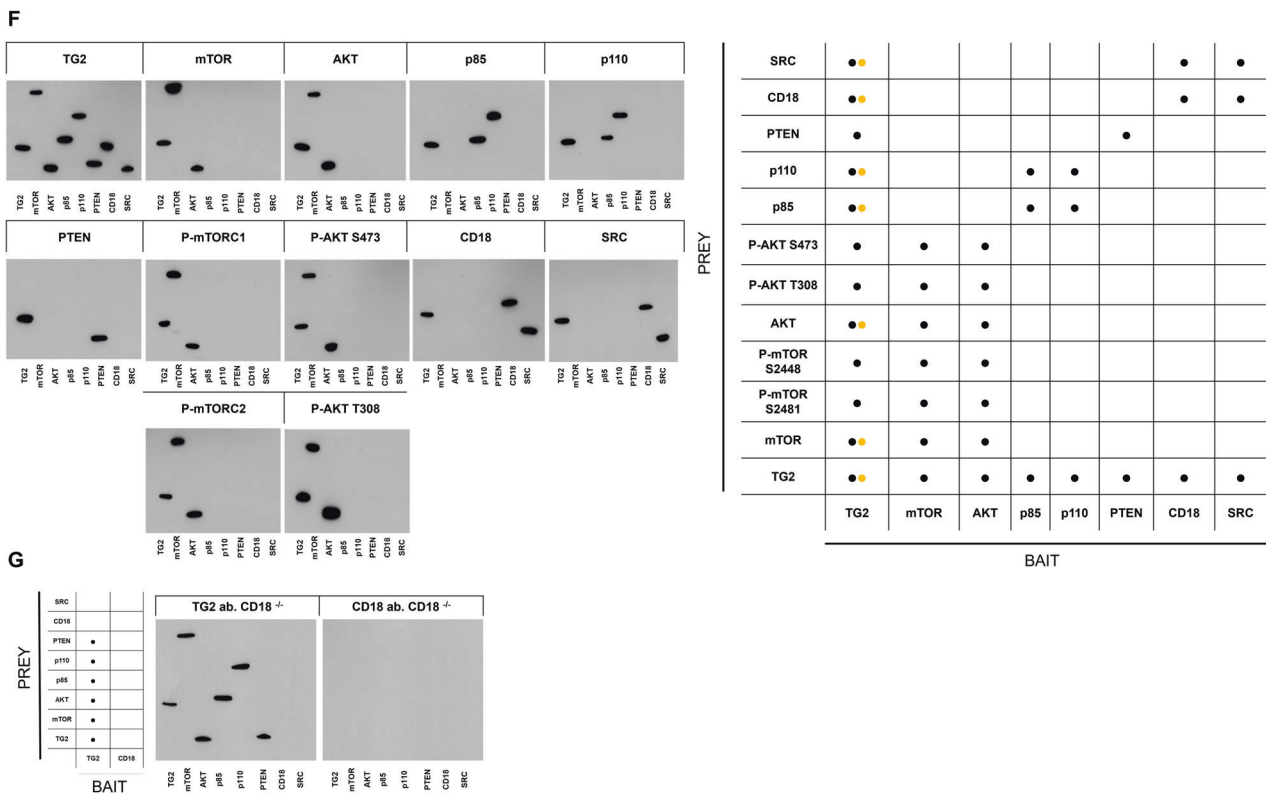 F
TG2 mTOR AKT p85 p110
TG2 mTOR AKT p85 p110 PTEN CD18 SRC
TG2 mTOR AKT p85 p110 PTEN CD18 SRC
TG2 mTOR AKT p85 p110 PTEN CD18 SRC
TG2 mTOR AKT p85 p110 PTEN CD18 SRC
TG2 mTOR AKT p85 p110 PTEN CD18 SRC
PTEN P-mTORC1 P-AKT S473 CD18 SRC
TG2 mTOR AKT p85 p110 PTEN CD18 SRC
TG2 mTOR AKT p85 p110 PTEN CD18 SRC
TG2 mTOR AKT p85 p110 PTEN CD18 SRC
TG2 mTOR AKT p85 p110 PTEN CD18 SRC
TG2 mTOR AKT p85 p110 PTEN CD18 SRC
P-mTORC2 P-AKT T308
TG2 mTOR AKT p85 p110 PTEN CD18 SRC
TG2 mTOR AKT p85 p110 PTEN CD18 SRC
PREY
SRC
CD18
PTEN
p110
p85
P-AKT S473
P-AKT T308
AKT
P-mTOR
S2448
P-mTOR
S2481
mTOR
TG2
TG2 mTOR AKT p85 p110 PTEN CD18 SRC
BAIT
G
PREY
SRC
CD18
PTEN
p110
p85
AKT
mTOR
TG2
TG2 CD18
BAIT
TG2 ab. CD18 -/- CD18 ab. CD18 -/-
TG2 mTOR AKT p85 p110 PTEN CD18 SRC
TG2 mTOR AKT p85 p110 PTEN CD18 SRC